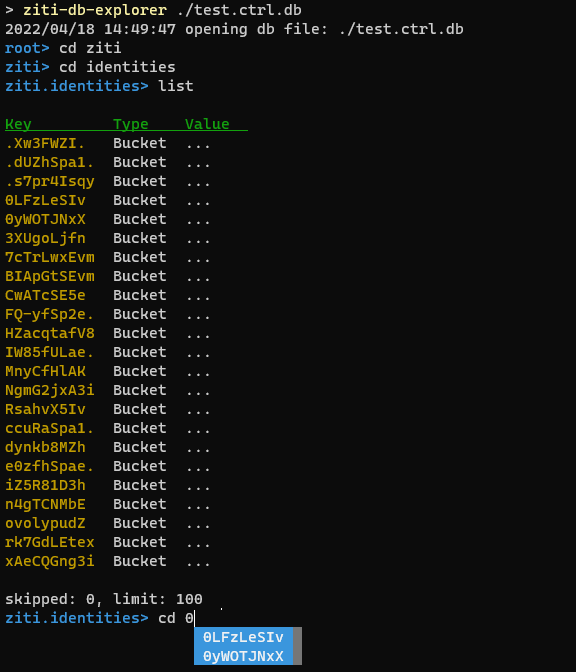 > ziti-db-explorer ./test.ctrl.db
2022/04/18 14:49:47 opening db file: ./test.ctrl.db
root> cd ziti
ziti> cd identities
ziti.identities> list
Key Type Value
.Xw3FWZI. Bucket ...
.dUZhSpa1. Bucket ...
.s7pr4Isqy Bucket ...
0LFzLeSIv Bucket ...
0yWOTJNxX Bucket ...
3XUgoLjfn Bucket ...
7cTrLwxEvm Bucket ...
BIApGtSEvm Bucket ...
CwATcSE5e Bucket ...
FQ-yfSp2e. Bucket ...
HZacqtafV8 Bucket ...
IW85fULae. Bucket ...
MnyCfHlAK Bucket ...
NgmG2jxA3i Bucket ...
RsahvX5Iv Bucket ...
ccuRaSpa1. Bucket ...
dynkb8MZh Bucket ...
e0zfhSpae. Bucket ...
iZ5R81D3h Bucket ...
n4gTCNMbE Bucket ...
ovolypudZ Bucket ...
rk7GdLEtex Bucket ...
xAeCQGng3i Bucket ...
skipped: 0, limit: 100
ziti.identities> cd 0
0LFzLeSIv
0yWOTJNxX